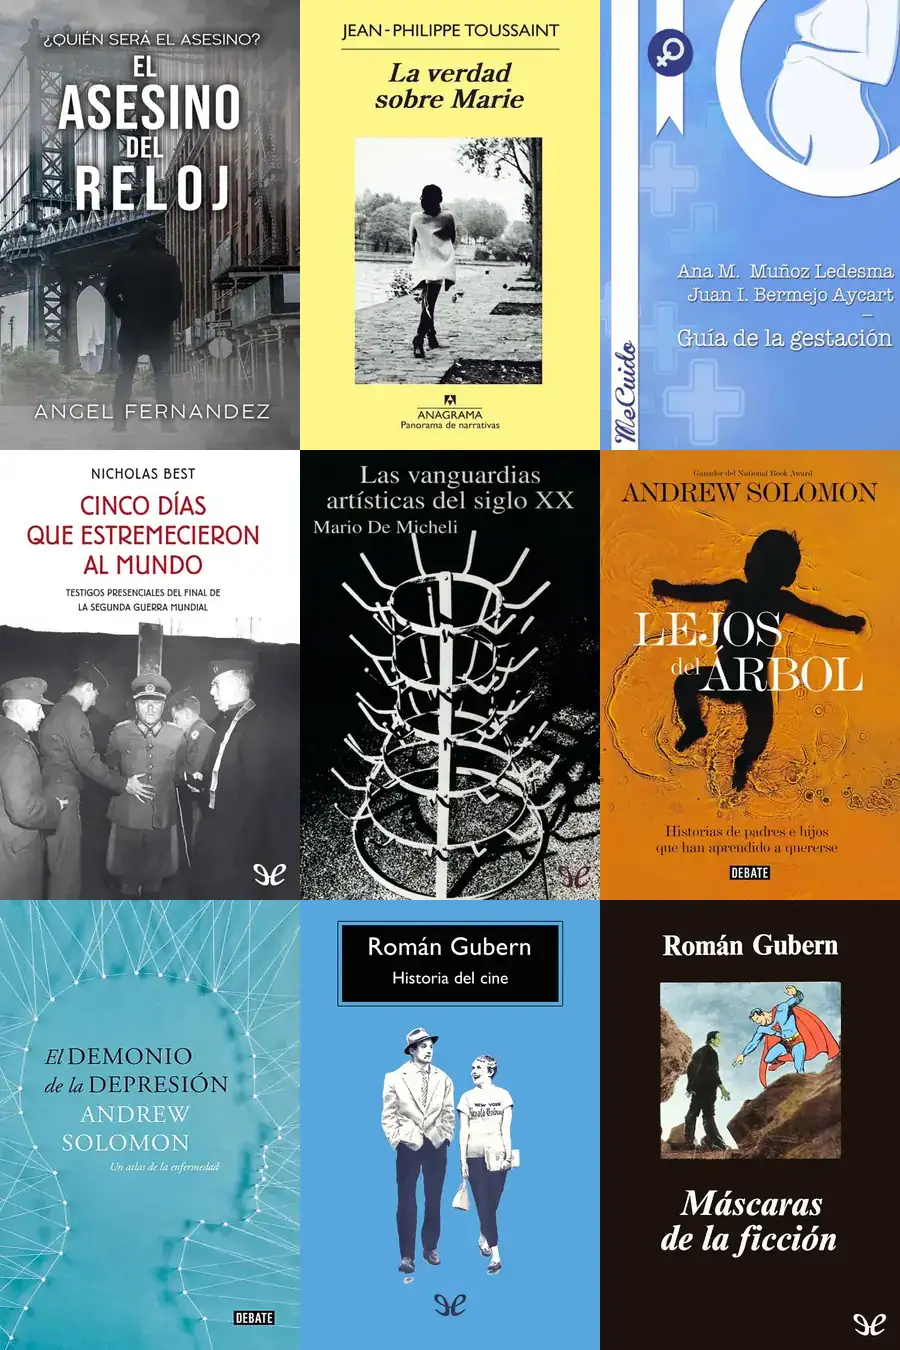 ¿QUIÉN SERÁ EL ASESINO?
EL
ASESINO
DEL
RELOJ
ANGEL FERNANDEZ
JEAN-PHILIPPE TOUSSAINT
La verdad
sobre Marie
ANAGRAMA
Panorama de narrativas
Ana M. Muñoz Ledesma
Juan I. Bermejo Aycart
–
Guía de la gestación
MeCuido
NICHOLAS BEST
CINCO DÍAS
QUE ESTREMECIERON
AL MUNDO
TESTIGOS PRESENCIALES DEL FINAL DE
LA SEGUNDA GUERRA MUNDIAL
Las vanguardias
artísticas del siglo XX
Mario De Micheli
Ganador del National Book Award
ANDREW SOLOMON
LEJOS
del ÁRBOL
Historias de padres e hijos
que han aprendido a quererse
DEBATE
El DEMONIO
de la DEPRESIÓN
ANDREW
SOLOMON
Un atlas de la enfermedad
DEBATE
Román Gubern
Historia del cine
NEW YORK
Herald Tribune
Román Gubern
Máscaras
de la ficción